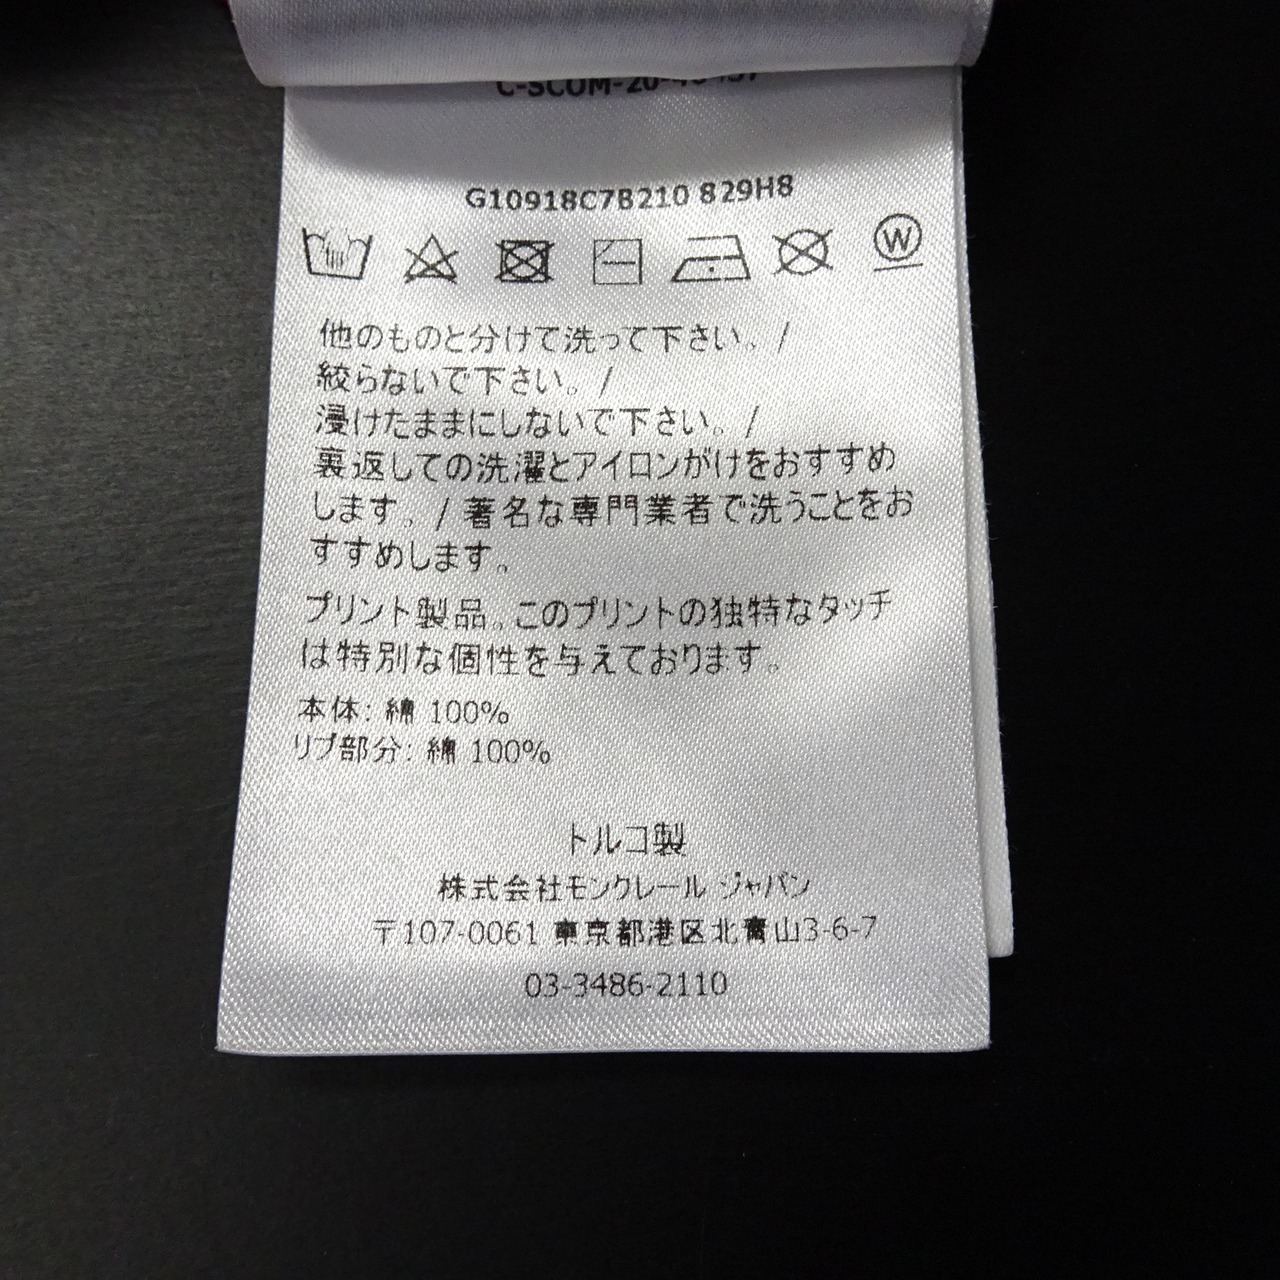 G10918C7B210 829H8
W
他のものと分けて洗って下さい。/
絞らないで下さい。/
浸けたままにしないで下さい。/
裏返しての洗濯とアイロンがけをおすすめ
します。/ 著名な専門業者で洗うことをお
すすめします。
プリント製品。このプリントの独特なタッチ
は特別な個性を与えております。
本体: 綿 100%
リブ部分: 綿 100%
トルコ製
株式会社モンクレール ジャパン
〒107-0061 東京都港区北青山3-6-7
03-3486-2110